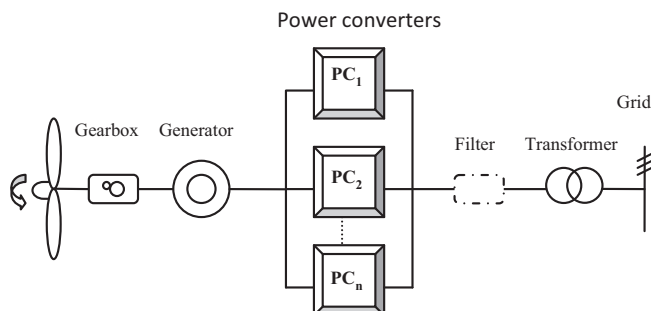 Power converters
PC1
Grid
Gearbox
Generator
Filter
Transformer
PC2
PCn